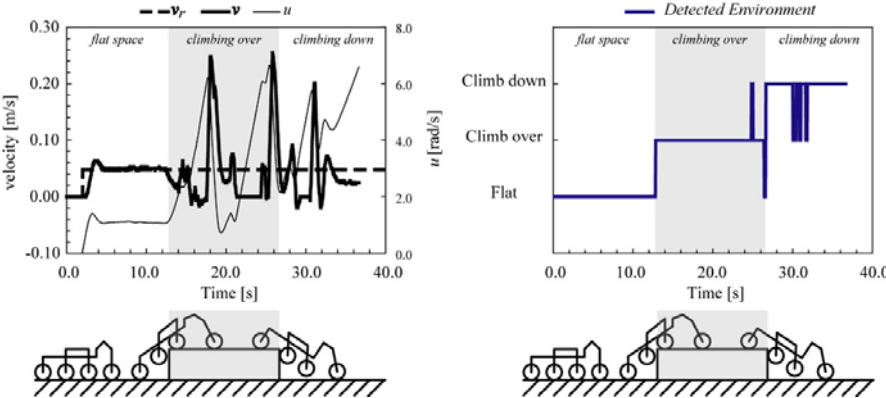 vr v u
flat space climbing over climbing down
0.30
0.20
0.10
0.00
-0.10
velocity [m/s]
8.0
6.0
4.0
2.0
0.0
u [rad/s]
0.0 10.0 20.0 30.0 40
Time [s]
Detected Environment
flat space climbing over climbing down
Climb down
Climb over
Flat
0.0 10.0 20.0 30.0 40.0
Time [s]